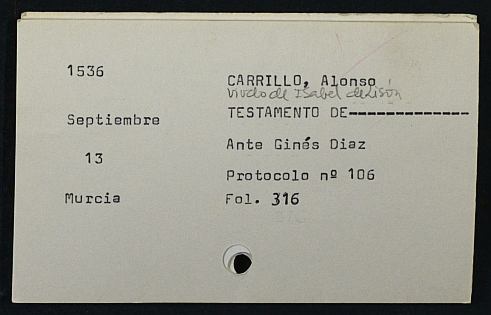 1536
CARRILLO, Alonso
viudo de Isabel de Lisón
Septiembre
TESTAMENTO DE--------------
13
Ante Ginés Diaz
Protocolo nº 106
Murcia
Fol. 316